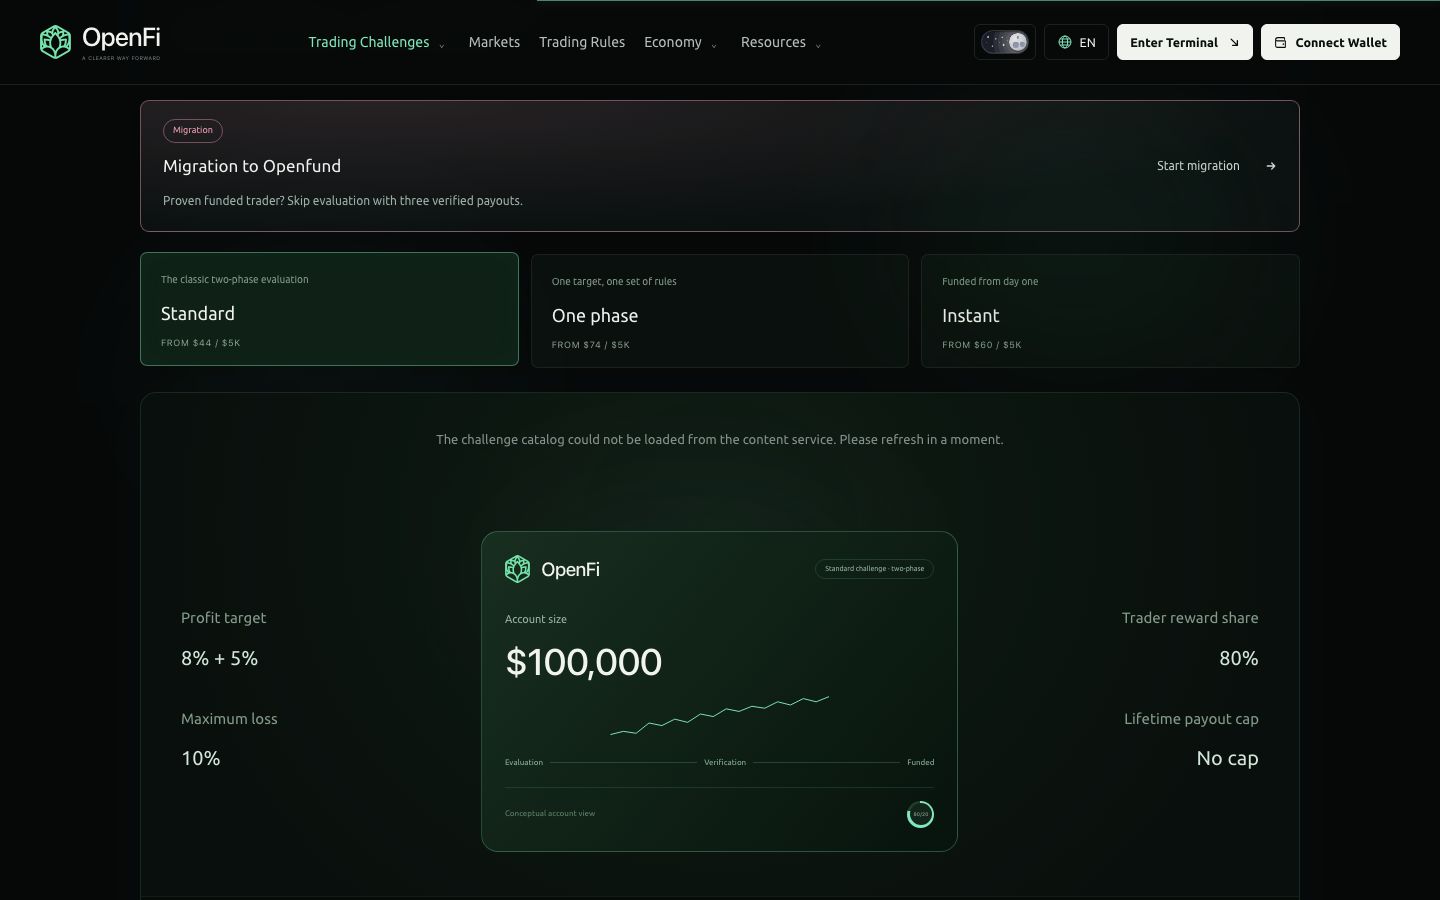 OpenFi
A CLEARER WAY FORWARD
Trading Challenges
Markets
Trading Rules
Economy
Resources
EN
Enter Terminal
Connect Wallet
Migration
Migration to Openfund
Start migration
Proven funded trader? Skip evaluation with three verified payouts.
The classic two-phase evaluation
Standard
FROM $44 / $5K
One target, one set of rules
One phase
FROM $74 / $5K
Funded from day one
Instant
FROM $60 / $5K
The challenge catalog could not be loaded from the content service. Please refresh in a moment.
OpenFi
Standard challenge · two-phase
Account size
$100,000
Evaluation
Verification
Funded
Conceptual account view
80/20
Profit target
8% + 5%
Maximum loss
10%
Trader reward share
80%
Lifetime payout cap
No cap